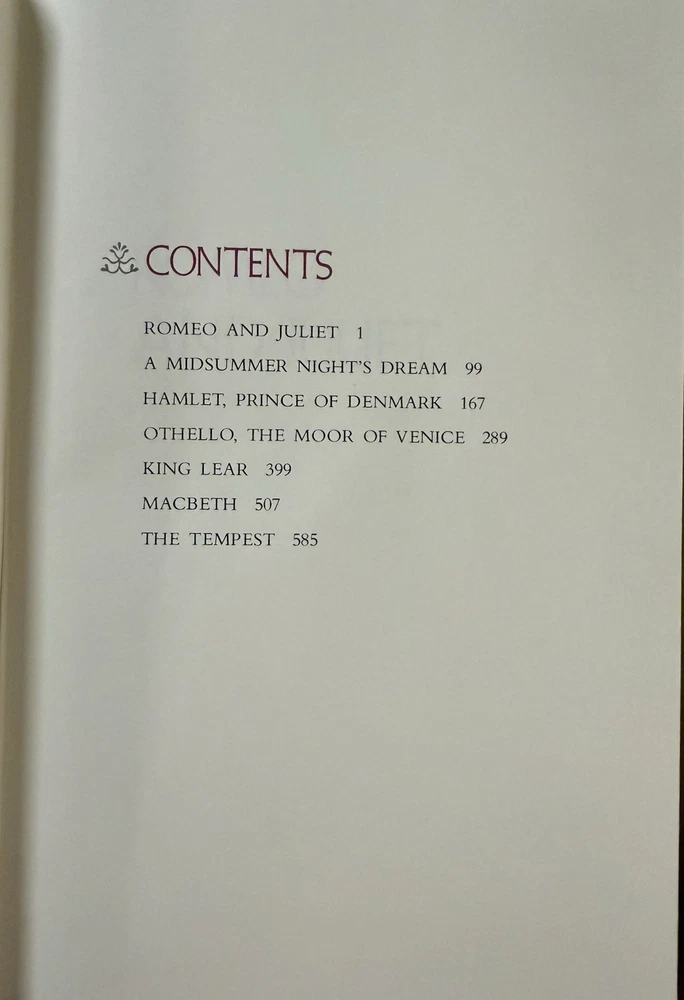 CONTENTS
ROMEO AND JULIET 1
A MIDSUMMER NIGHT'S DREAM 99
HAMLET, PRINCE OF DENMARK 167
OTHELLO, THE MOOR OF VENICE 289
KING LEAR 399
MACBETH 507
THE TEMPEST 585